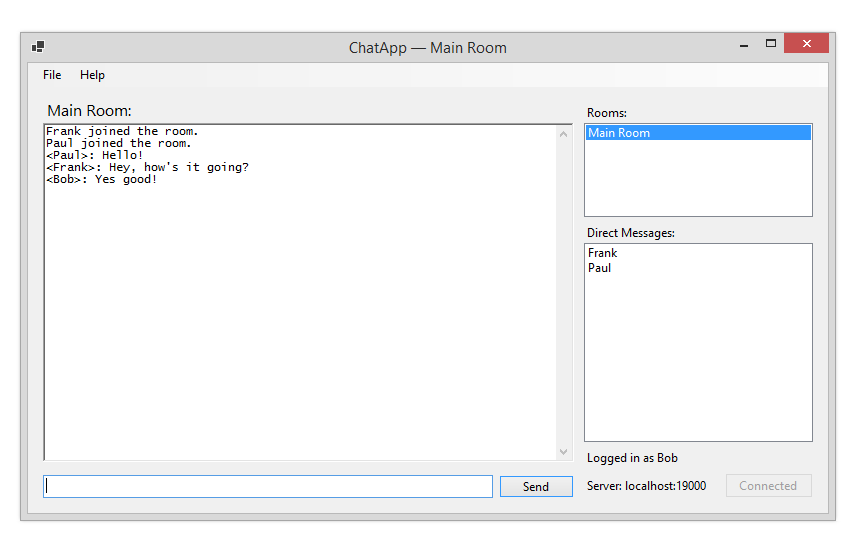 ChatApp — Main Room
File Help
Main Room:
Frank joined the room.
Paul joined the room.
<Paul>: Hello!
<Frank>: Hey, how's it going?
<Bob>: Yes good!
Send
Rooms:
Main Room
Direct Messages:
Frank
Paul
Logged in as Bob
Server: localhost:19000
Connected